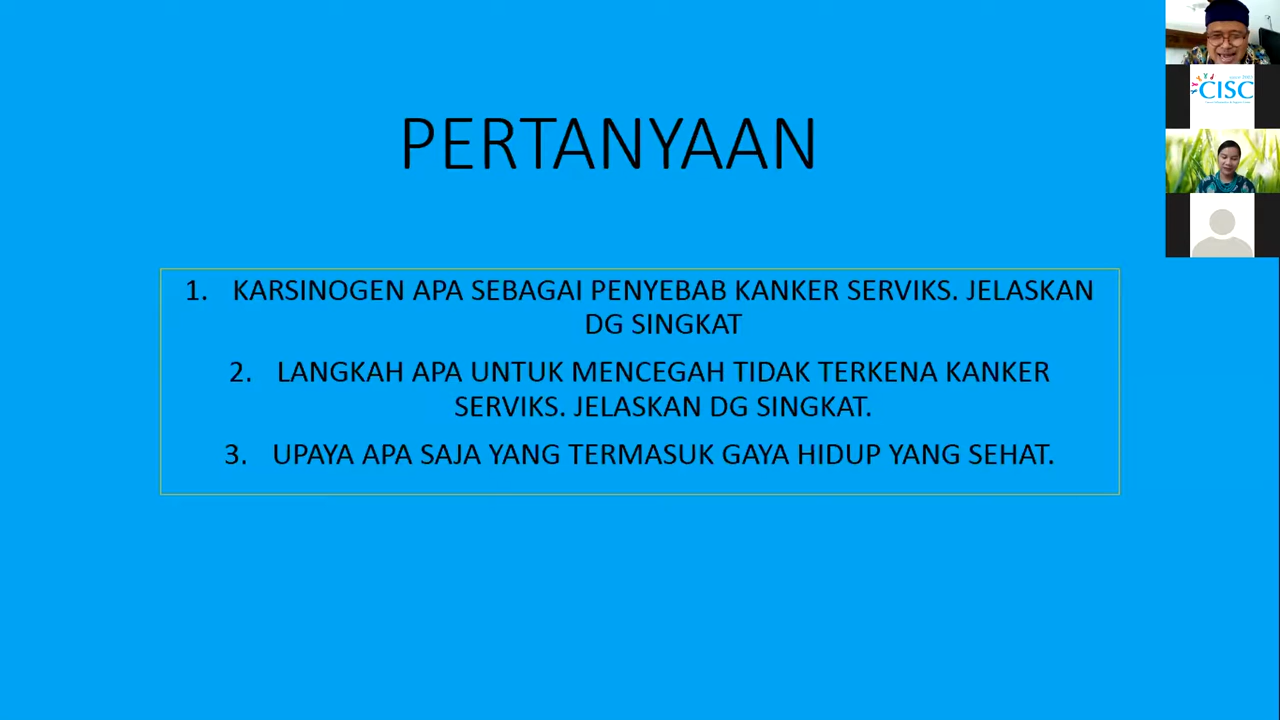 PERTANYAAN
1. KARSINOGEN APA SEBAGAI PENYEBAB KANKER SERVIKS. JELASKAN
DG SINGKAT
2. LANGKAH APA UNTUK MENCEGAH TIDAK TERKENA KANKER
SERVIKS. JELASKAN DG SINGKAT.
3. UPAYA APA SAJA YANG TERMASUK GAYA HIDUP YANG SEHAT.
CISC